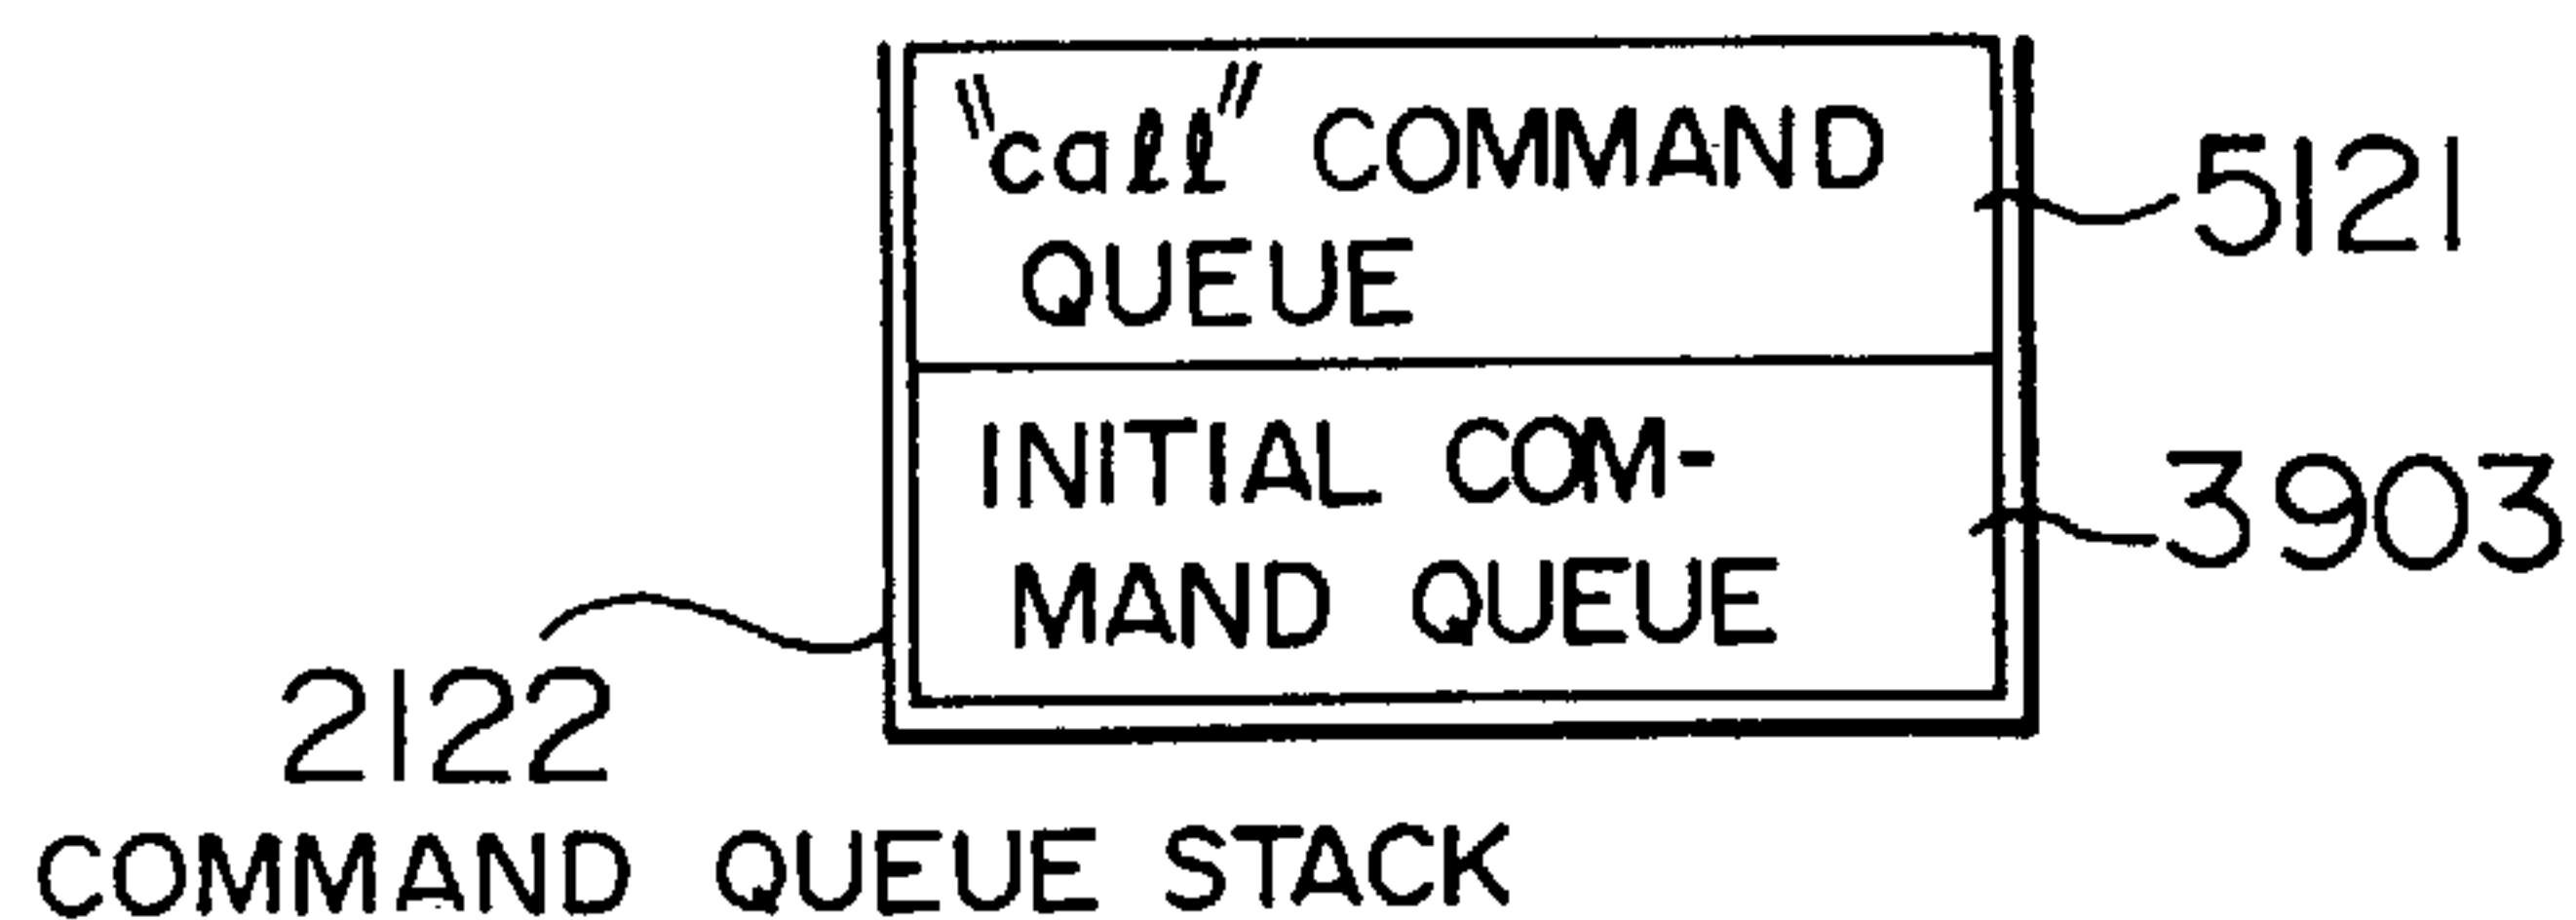 "call" COMMAND
QUEUE
5121
INITIAL COM-
MAND QUEUE
3903
2122
COMMAND QUEUE STACK